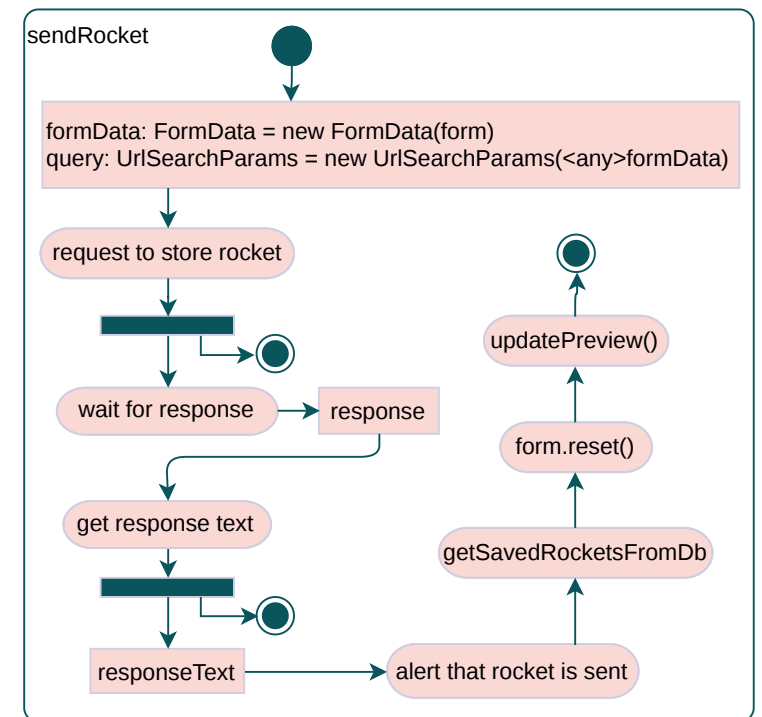 sendRocket
formData: FormData = new FormData(form)
query: UrlSearchParams = new UrlSearchParams(<any>formData)
request to store rocket
wait for response
response
get response text
responseText
alert that rocket is sent
getSavedRocketsFromDb
form.reset()
updatePreview()